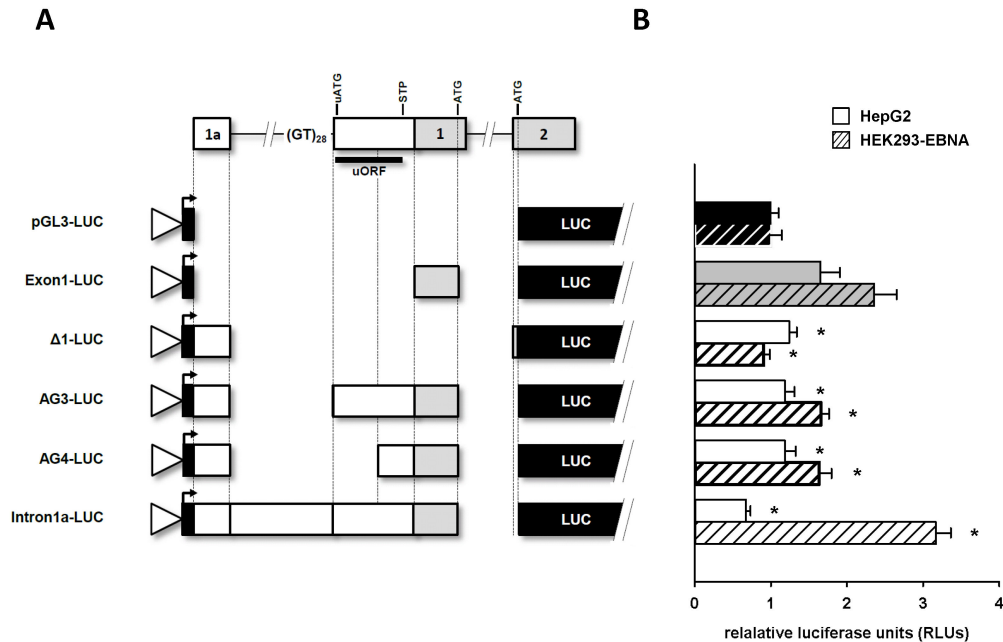 A
B
uATG
STP
ATG
ATG
1a
(GT)28
1
2
uORF
HepG2
HEK293-EBNA
pGL3-LUC
LUC
Exon1-LUC
LUC
Δ1-LUC
LUC
*
*
AG3-LUC
LUC
*
*
AG4-LUC
LUC
*
*
Intron1a-LUC
LUC
*
*
0
1
2
3
4
relalative luciferase units (RLUs)